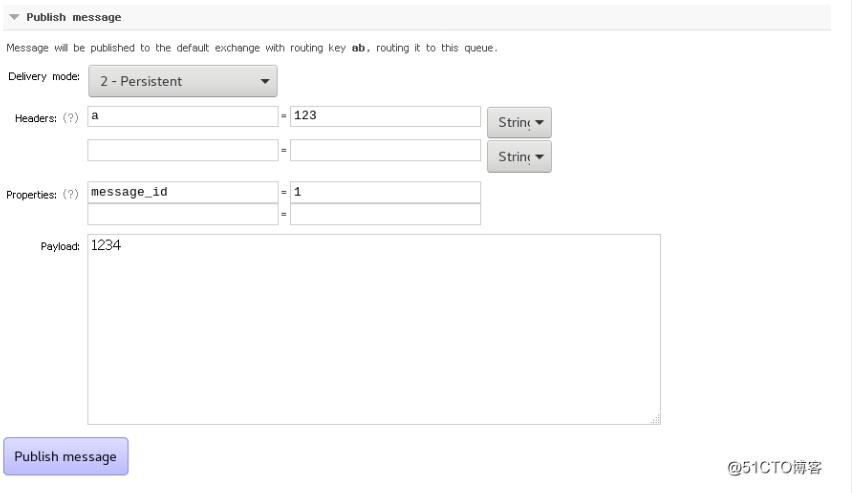 Publish message
Message will be published to the default exchange with routing key ab, routing it to this queue.
Delivery mode: 2 - Persistent
Headers: (?) a = 123 String
= String
Properties: (?) message_id = 1
=
Payload: 1234
Publish message
@51CTO博客